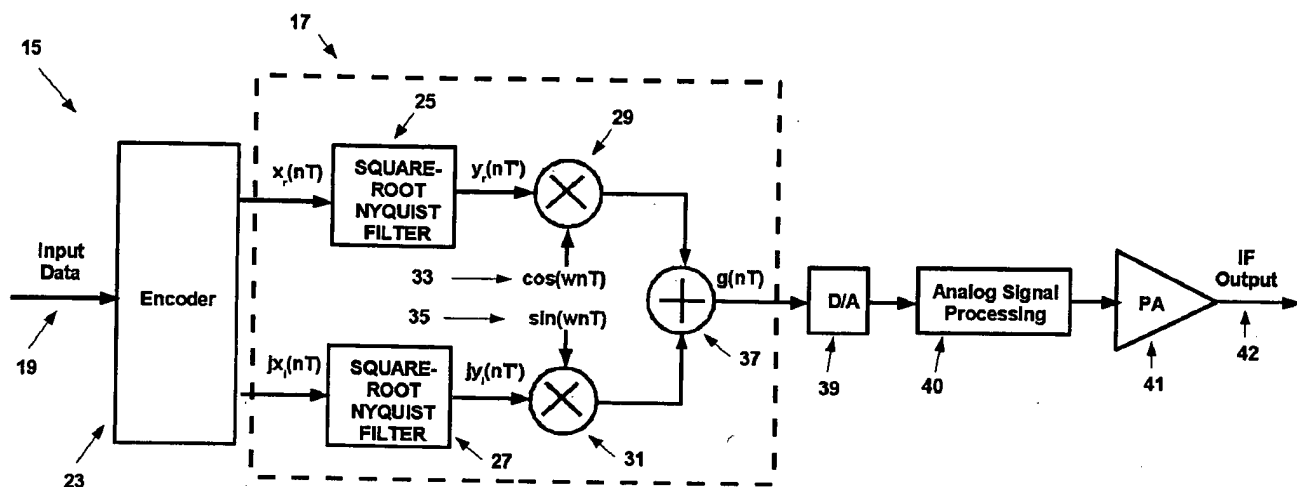 15
17
25
29
x_r(nT)
SQUARE-
ROOT
NYQUIST
FILTER
y_r(nT')
Input
Data
Encoder
33
cos(wnT)
35
sin(wnT)
g(nT)
D/A
Analog Signal
Processing
PA
IF
Output
19
37
39
40
41
42
jx_i(nT)
SQUARE-
ROOT
NYQUIST
FILTER
jy_i(nT')
23
27
31